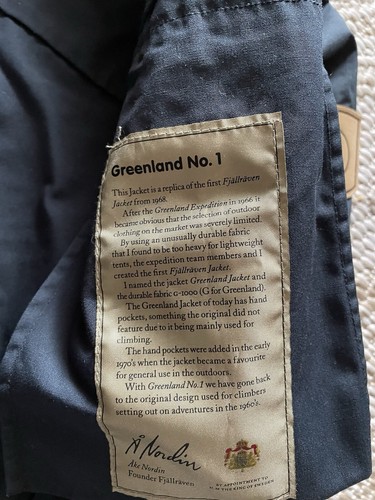 Greenland No. 1
This Jacket is a replica of the first Fjällräven
Jacket from 1968.
After the Greenland Expedition in 1966 it
became obvious that the selection of outdoor
clothing on the market was severely limited.
By using an unusually durable fabric
that I found to be too heavy for lightweight
tents, the expedition team members and I
created the first Fjällräven Jacket.
I named the jacket Greenland Jacket and
the durable fabric G-1000 (G for Greenland).
The Greenland Jacket of today has hand
pockets, something the original did not
feature due to it being mainly used for
climbing.
The hand pockets were added in the early
1970's when the jacket became a favourite
for general use in the outdoors.
With Greenland No.1 we have gone back
to the original design used for climbers
setting out on adventures in the 1960's.
Å Nordin
Åke Nordin
Founder Fjällräven
BY APPOINTMENT TO
H M THE KING OF SWEDEN